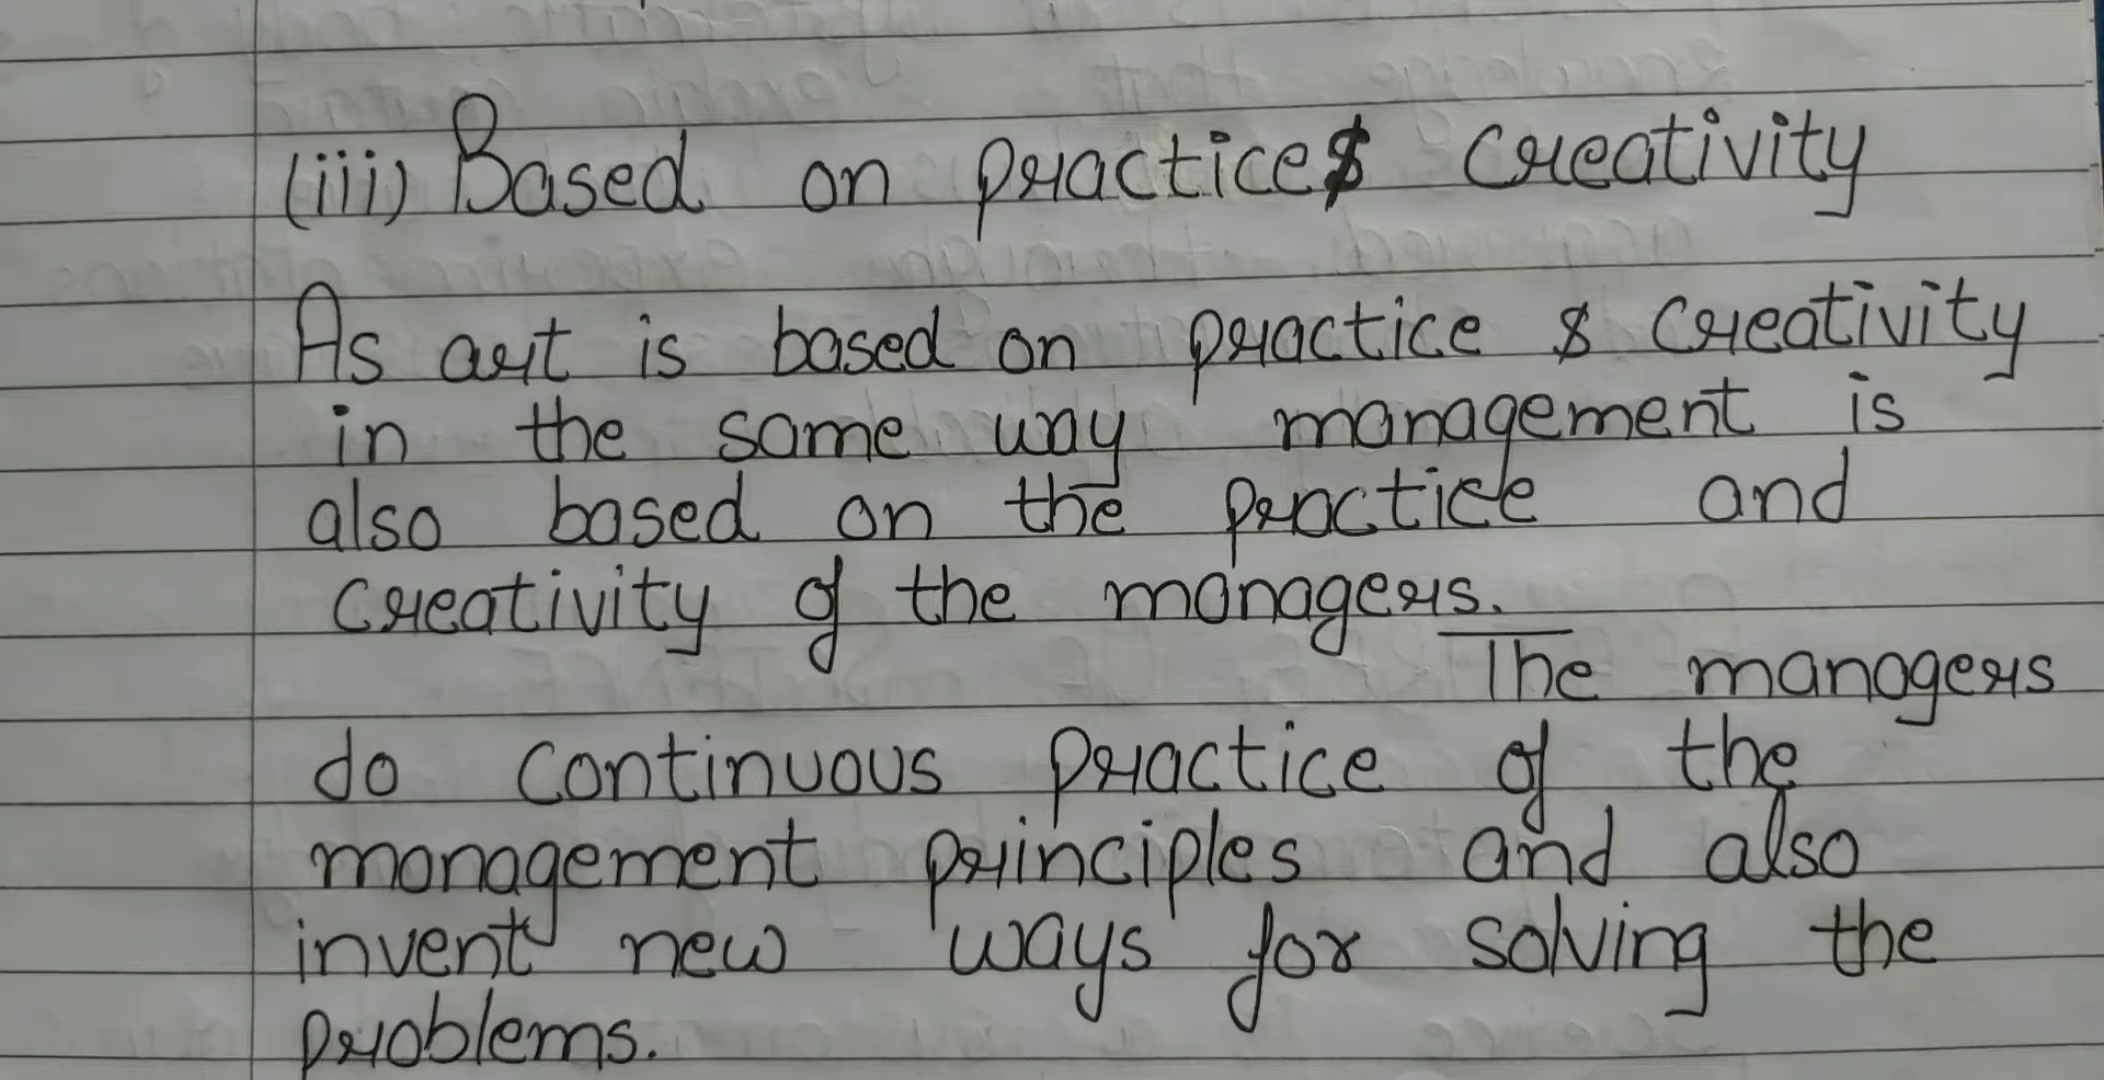 (iii) Based on practice & creativity
As art is based on practice & creativity
in the same way management is
also based on the practice and
creativity of the managers.
The managers
do continuous practice of the
management principles and also
invent new ways for solving the
problems.